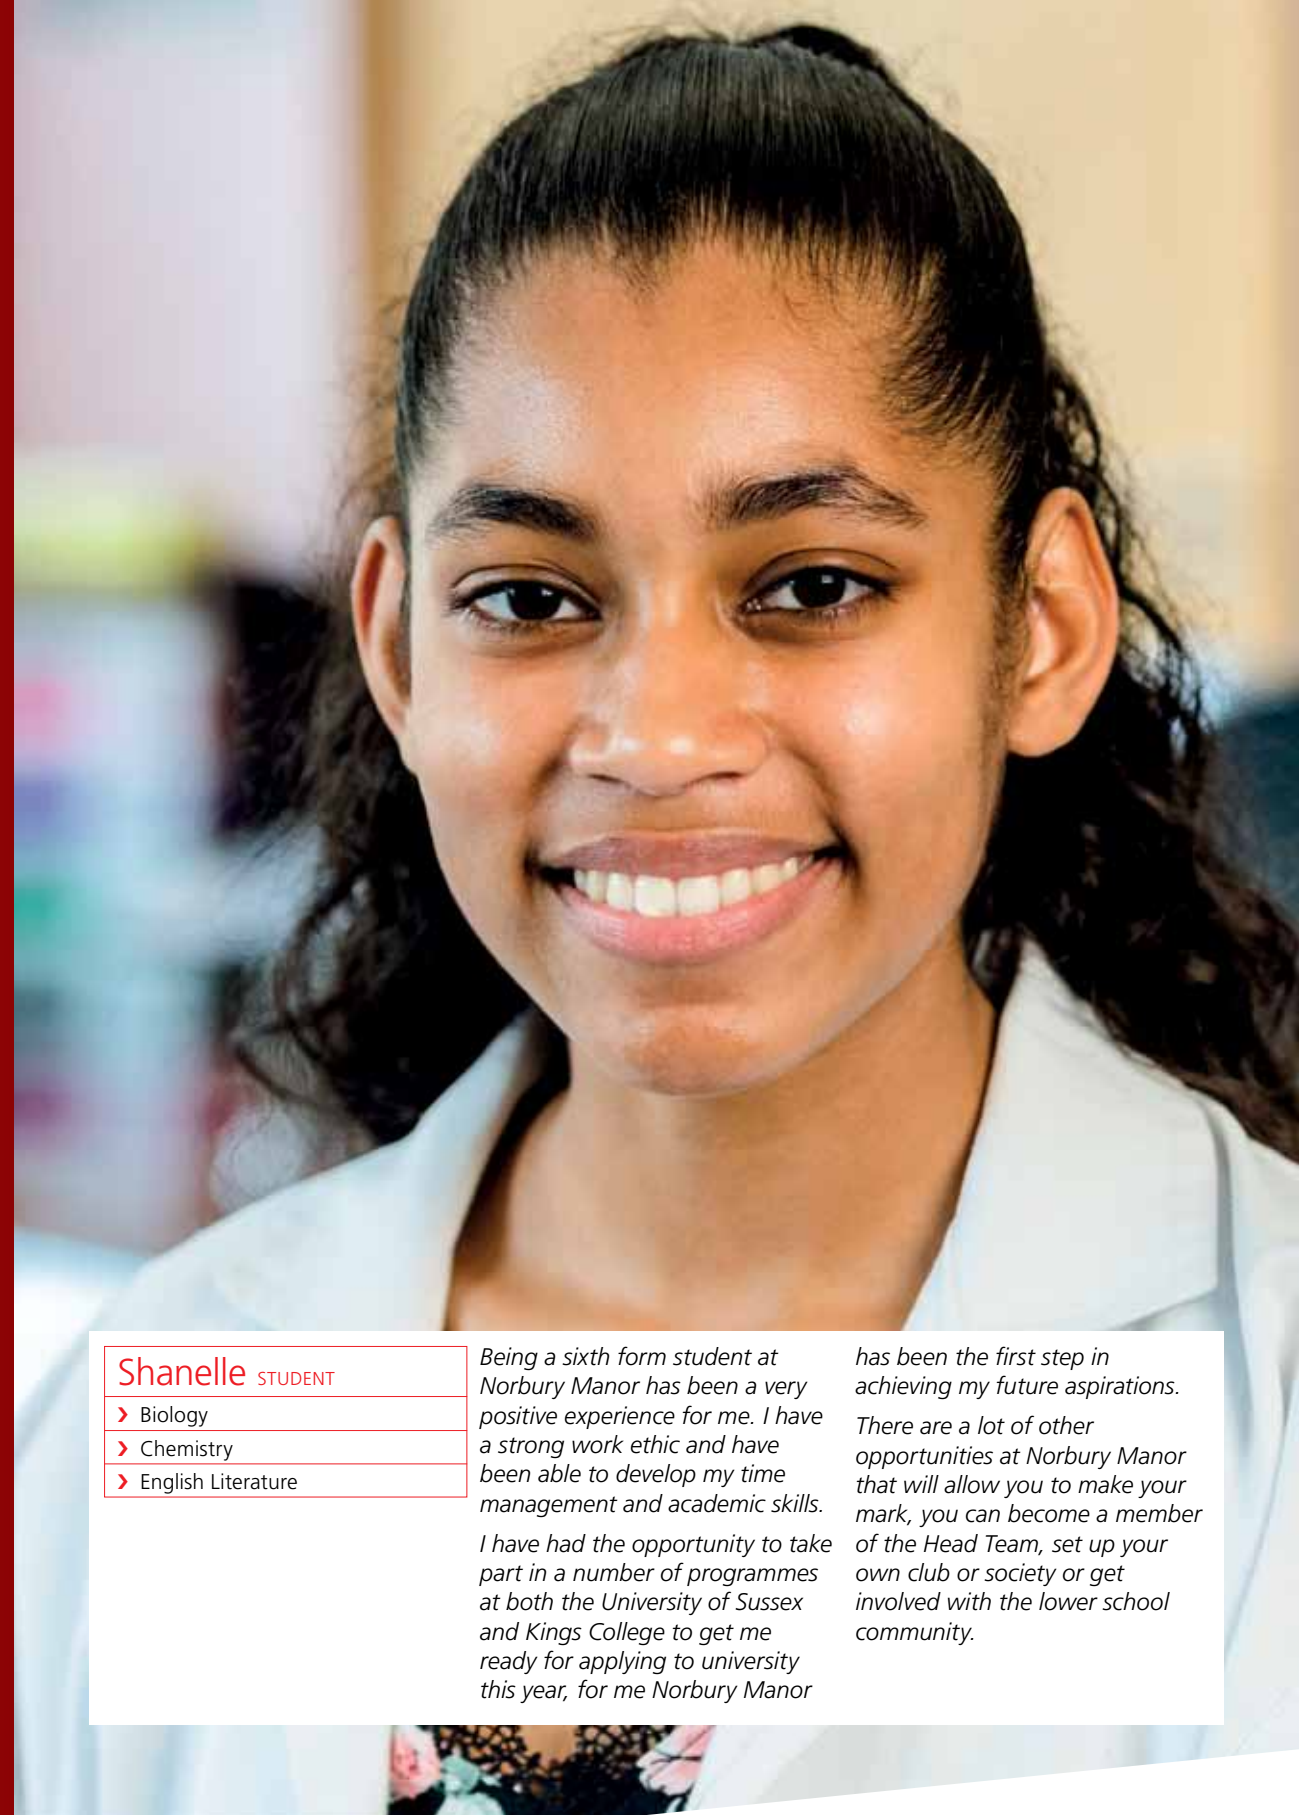 Shanelle STUDENT
› Biology
› Chemistry
› English Literature
Being a sixth form student at
Norbury Manor has been a very
positive experience for me. I have
a strong work ethic and have
been able to develop my time
management and academic skills.
I have had the opportunity to take
part in a number of programmes
at both the University of Sussex
and Kings College to get me
ready for applying to university
this year, for me Norbury Manor
has been the first step in
achieving my future aspirations.
There are a lot of other
opportunities at Norbury Manor
that will allow you to make your
mark, you can become a member
of the Head Team, set up your
own club or society or get
involved with the lower school
community.